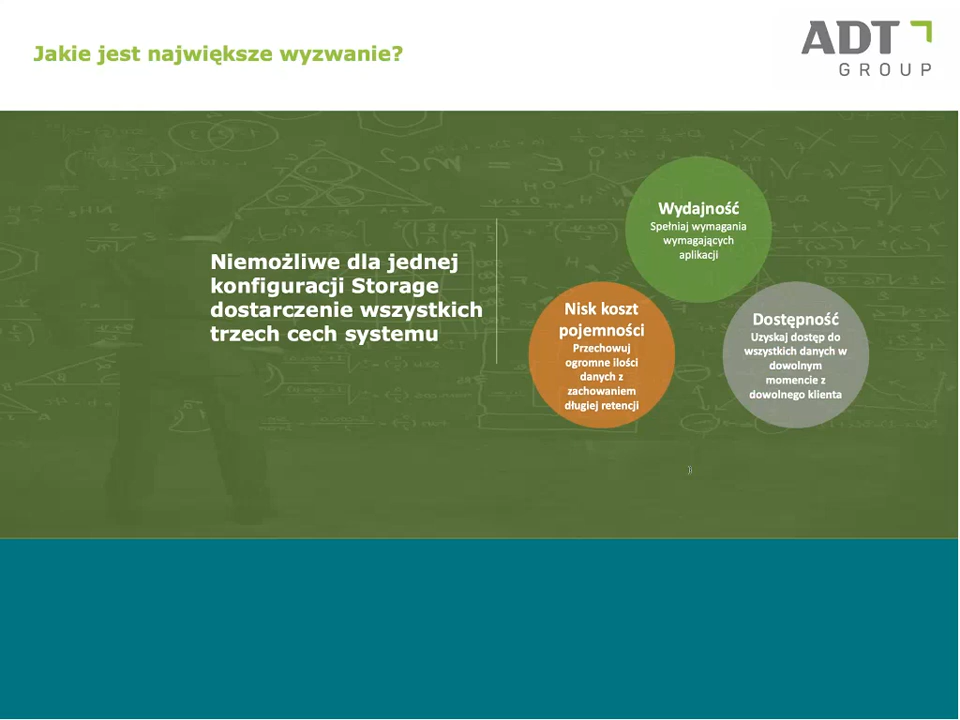 Jakie jest największe wyzwanie?
ADT
GROUP
Niemożliwe dla jednej
konfiguracji Storage
dostarczenie wszystkich
trzech cech systemu
Wydajność
Spełniaj wymagania
wymagających
aplikacji
Nisk koszt
pojemności
Przechowuj
ogromne ilości
danych z
zachowaniem
długiej retencji
Dostępność
Uzyskaj dostęp do
wszystkich danych w
dowolnym
momencie z
dowolnego klienta